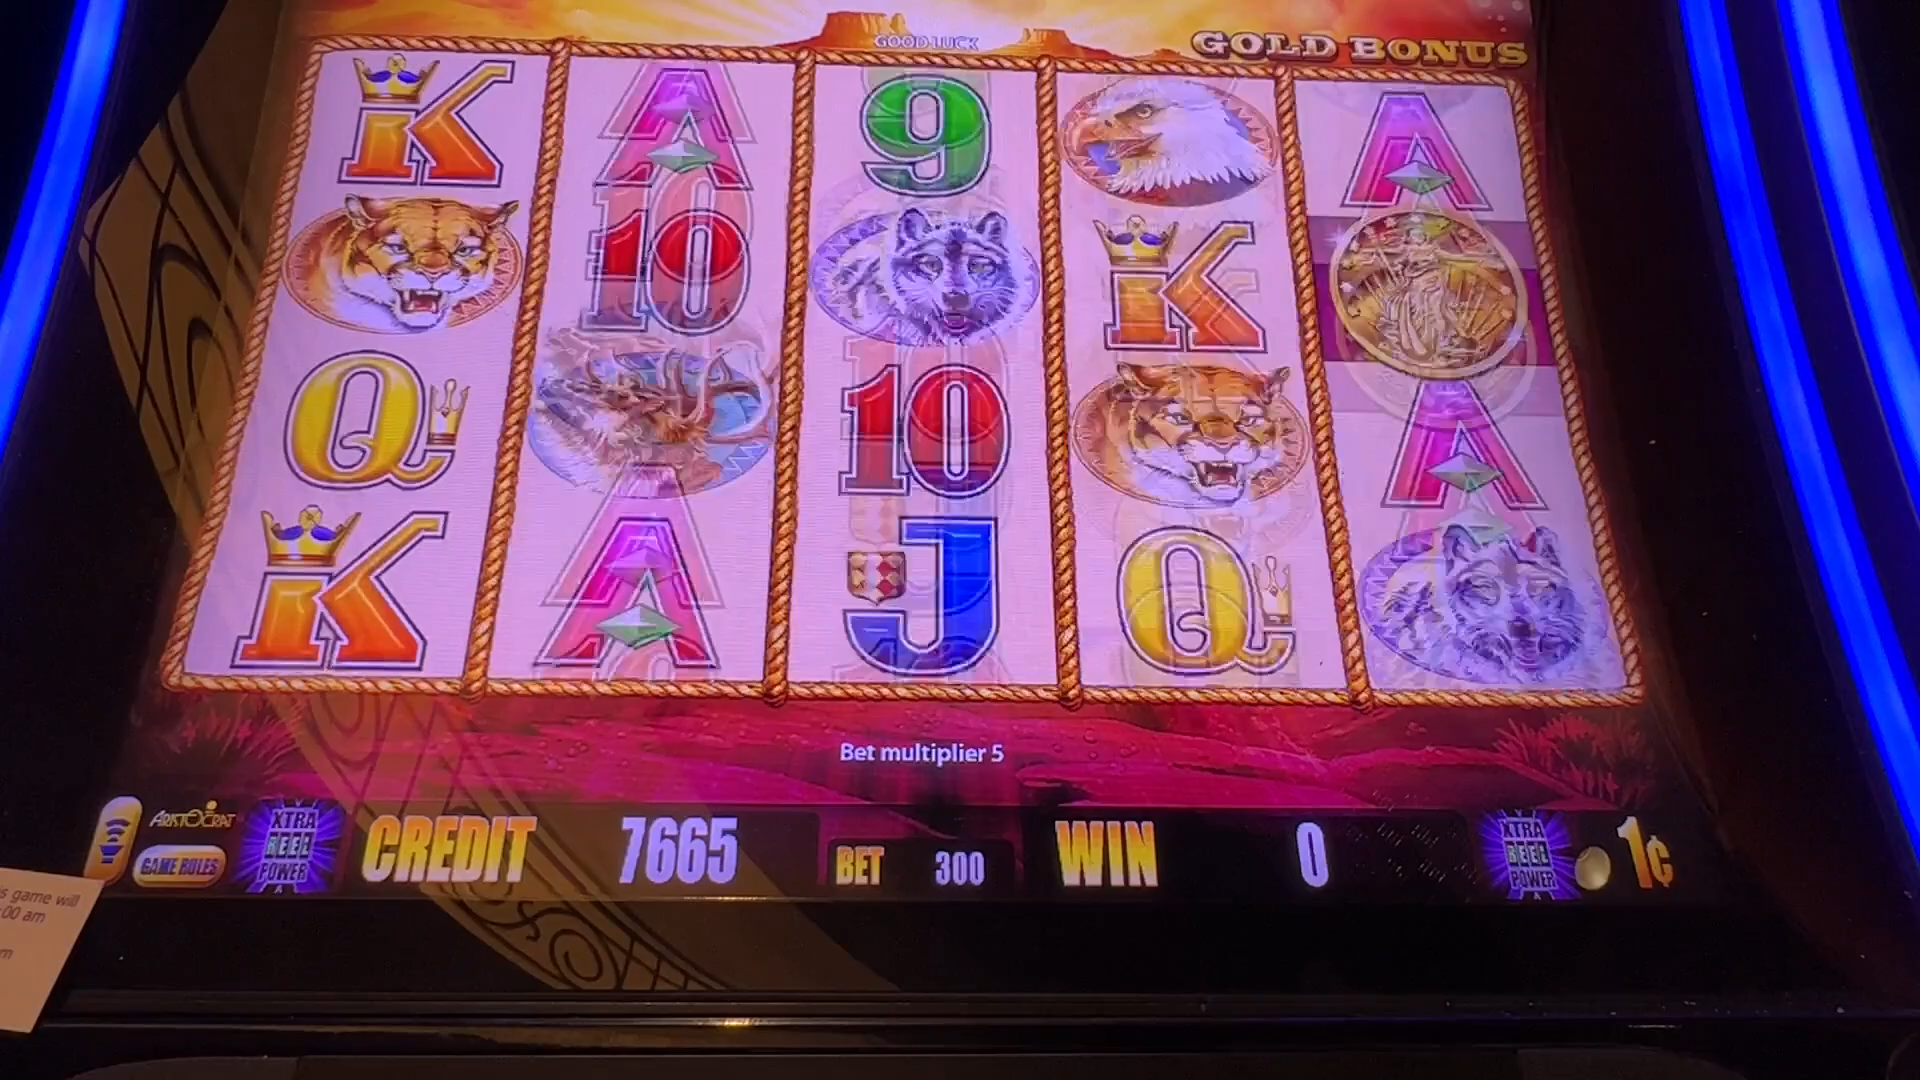 GOOD LUCK
GOLD BONUS
K A 9 A
10 K
Q 10 A
K A J Q
Bet multiplier 5
ARISTOCRAT
GAME RULES
XTRA
REEL
POWER
CREDIT 7665
BET 300
WIN 0
XTRA
REEL
POWER
1¢
s game will
:00 am
m